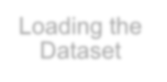 Loading the
Dataset